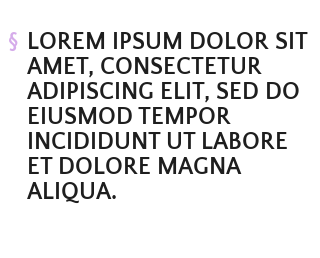 § LOREM IPSUM DOLOR SIT
AMET, CONSECTETUR
ADIPISCING ELIT, SED DO
EIUSMOD TEMPOR
INCIDIDUNT UT LABORE
ET DOLORE MAGNA
ALIQUA.